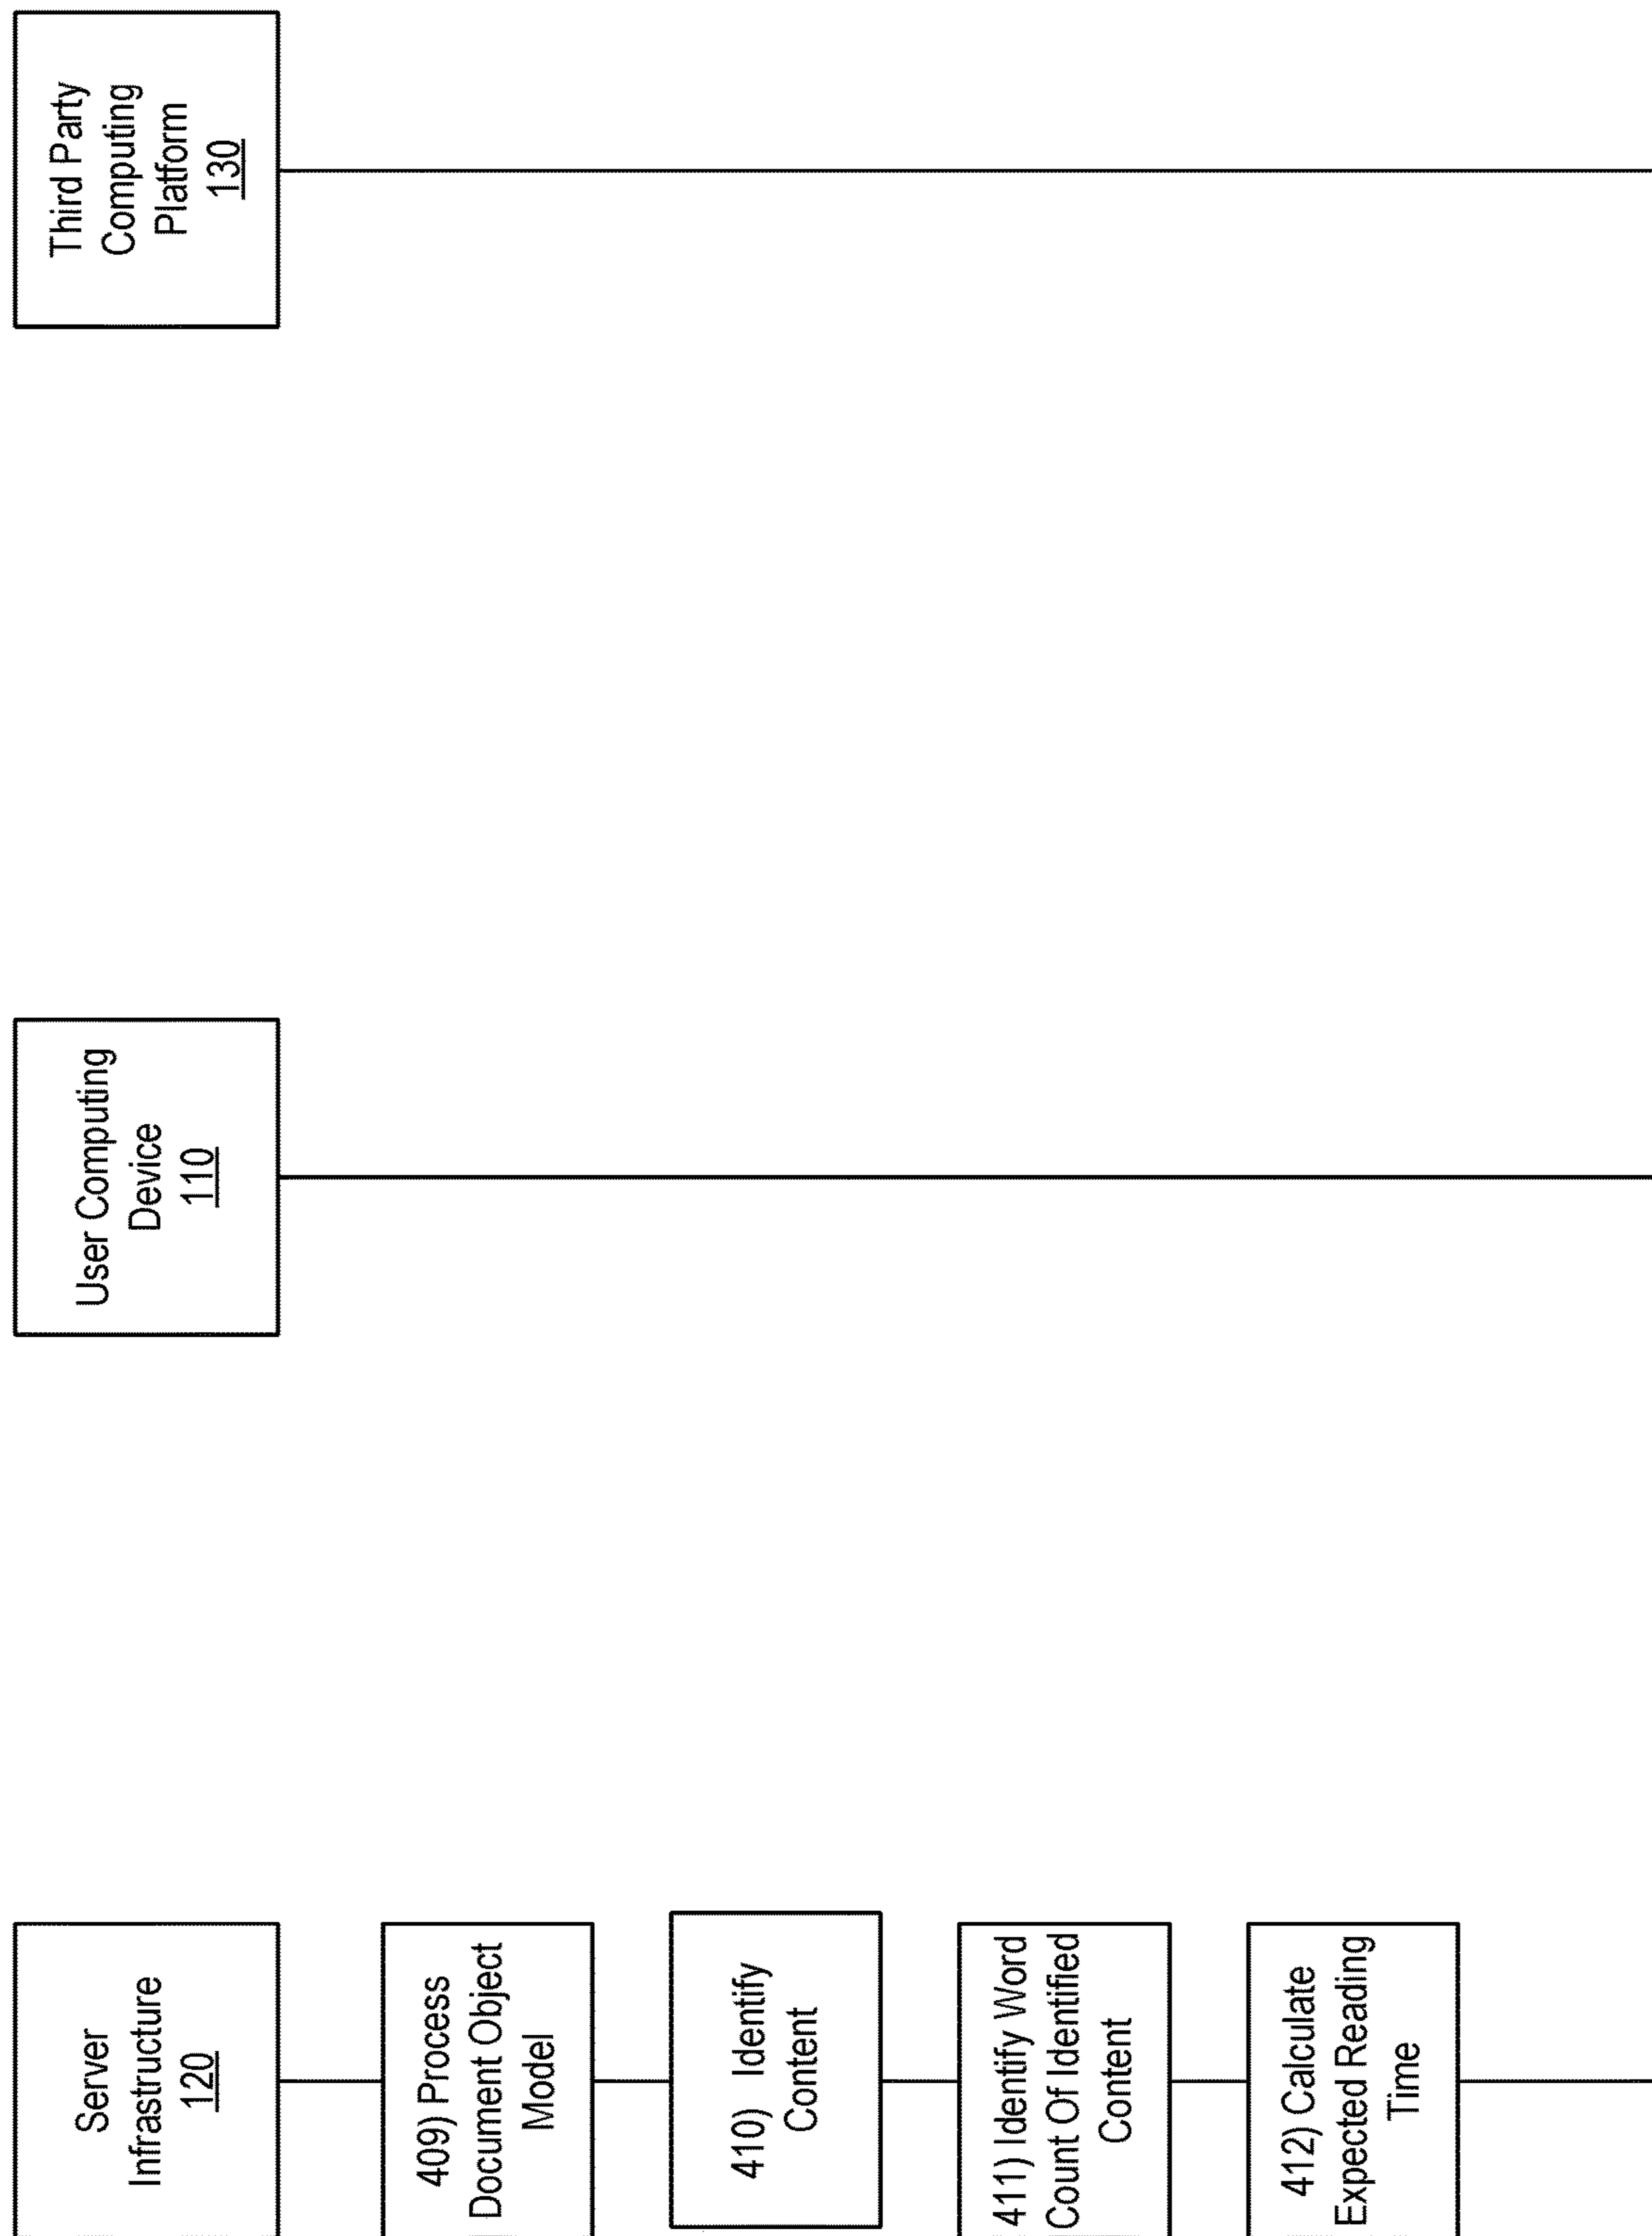 Server
Infrastructure
120
User Computing
Device
110
Third Party
Computing
Platform
130
409) Process
Document Object
Model
410) Identify
Content
411) Identify Word
Count Of Identified
Content
412) Calculate
Expected Reading
Time